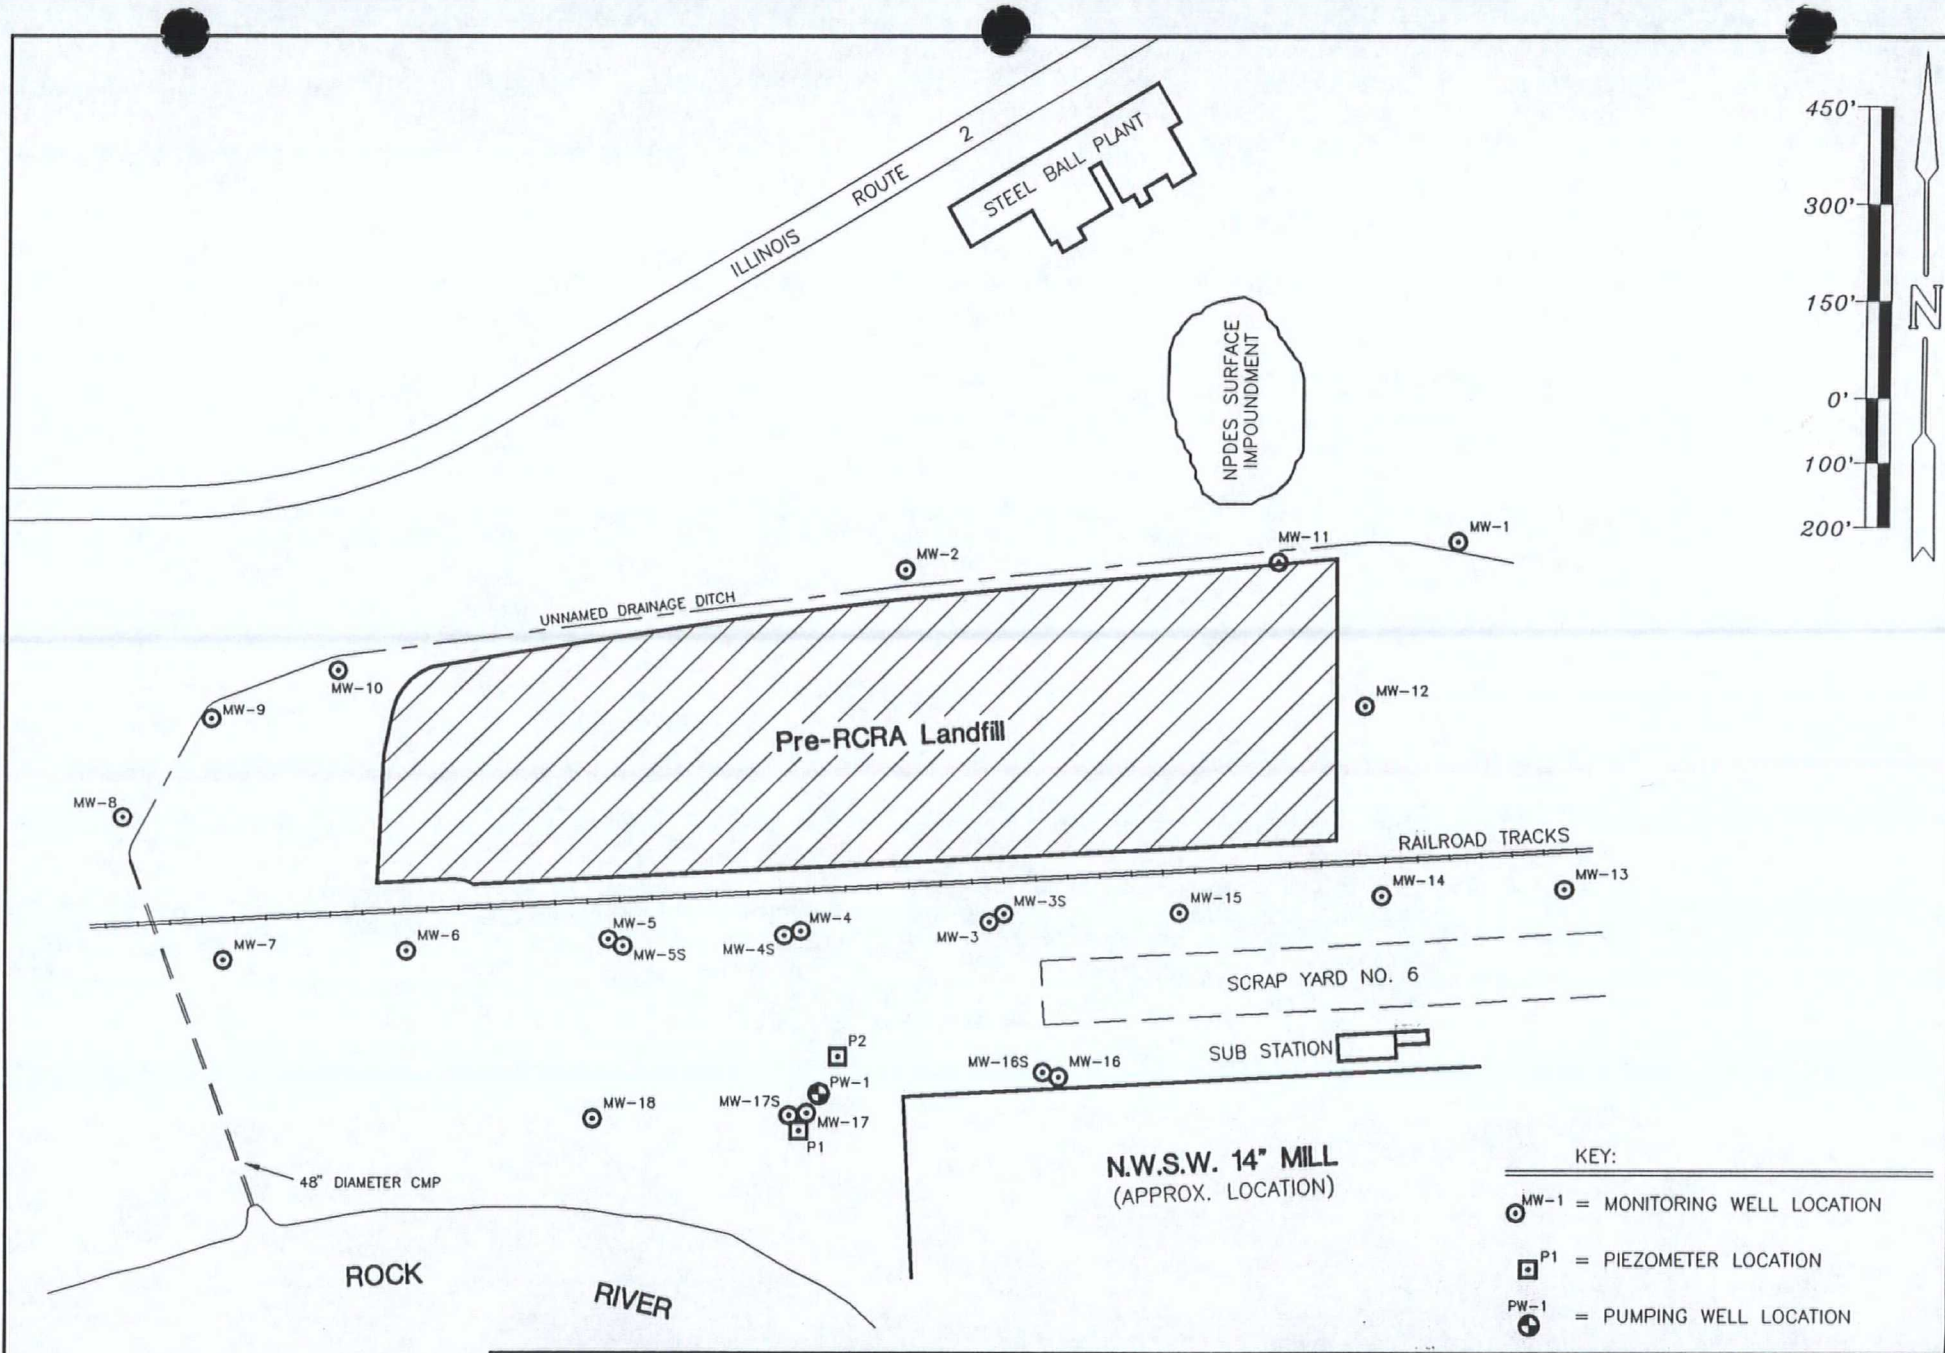 450'
300'
150'
0'
100'
200'
N
ILLINOIS ROUTE 2
STEEL BALL PLANT
NPDES SURFACE
IMPOUNDMENT
MW-1
MW-11
MW-2
UNNAMED DRAINAGE DITCH
MW-10
MW-9
MW-12
Pre-RCRA Landfill
MW-8
RAILROAD TRACKS
MW-13
MW-14
MW-15
MW-3S
MW-3
MW-4
MW-4S
MW-5
MW-5S
MW-6
MW-7
SCRAP YARD NO. 6
SUB STATION
P2
MW-16S
MW-16
PW-1
MW-18
MW-17S
MW-17
P1
N.W.S.W. 14" MILL
(APPROX. LOCATION)
48" DIAMETER CMP
ROCK
RIVER
KEY:
MW-1 = MONITORING WELL LOCATION
P1 = PIEZOMETER LOCATION
PW-1 = PUMPING WELL LOCATION